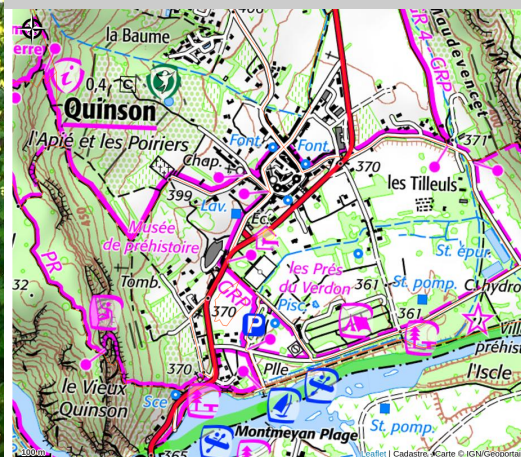 la Baume
0,4
Quinson
l'Apié et les Poiriers
Font.
Font.
Chap.
399
370
371
GR 4
GRP
Maudevencet
les Tilleuls
Lav.
Ec.
Musée
de préhistoire
PR
Tomb.
les Prés
du Verdon
St. épur.
St. pomp.
361
361
C. hydro
GRP
Pisc.
P
370
32
370
Plle
le Vieux
Quinson
Sce
l'Iscle
Montmeyan Plage
St. pomp.
365
100 m
Leaflet | Cadastre, Carte © IGN/Geoportail